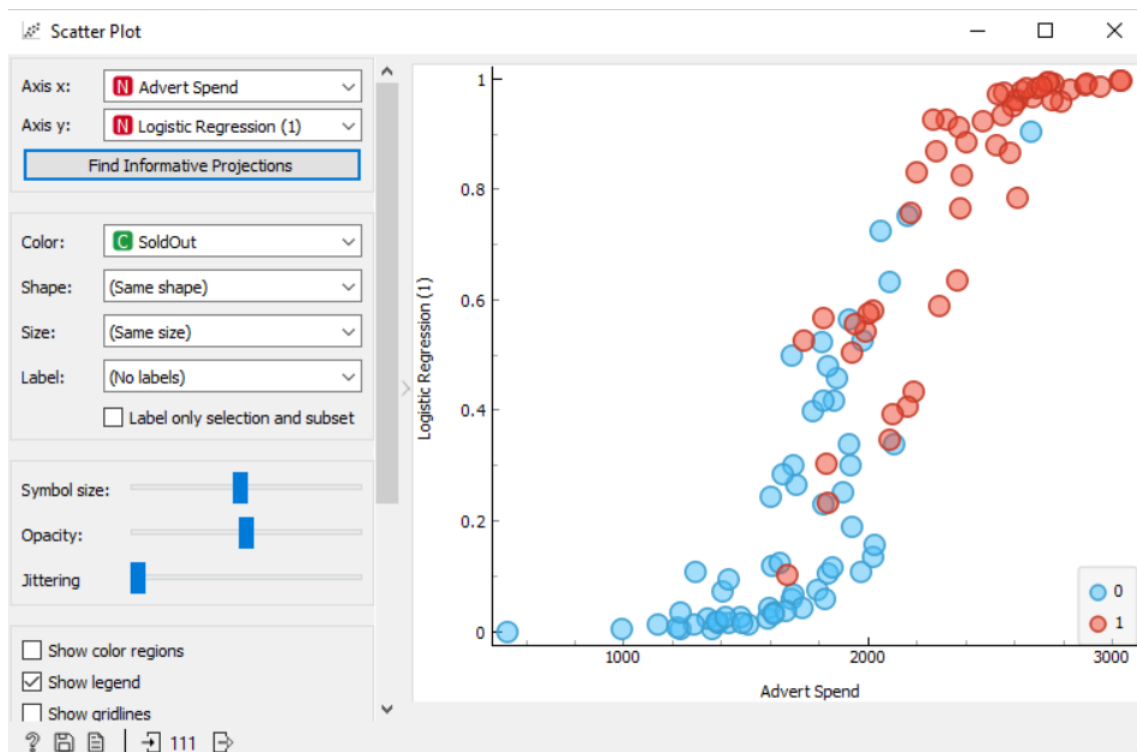 Scatter Plot
Axis x: N Advert Spend
Axis y: N Logistic Regression (1)
Find Informative Projections
Color: C SoldOut
Shape: (Same shape)
Size: (Same size)
Label: (No labels)
Label only selection and subset
Symbol size:
Opacity:
Jittering
Show color regions
Show legend
Show gridlines
? 111
Logistic Regression (1)
1
0.8
0.6
0.4
0.2
0
1000 2000 3000
Advert Spend
0
1